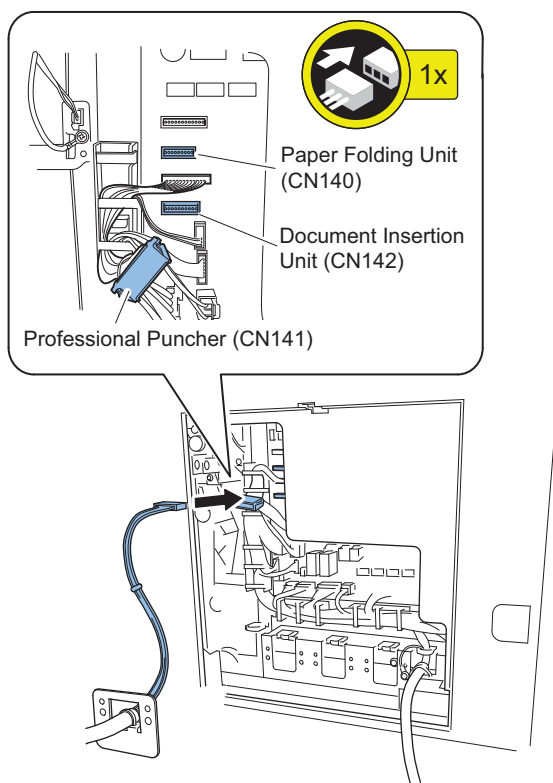 1x
Paper Folding Unit
(CN140)
Document Insertion
Unit (CN142)
Professional Puncher (CN141)